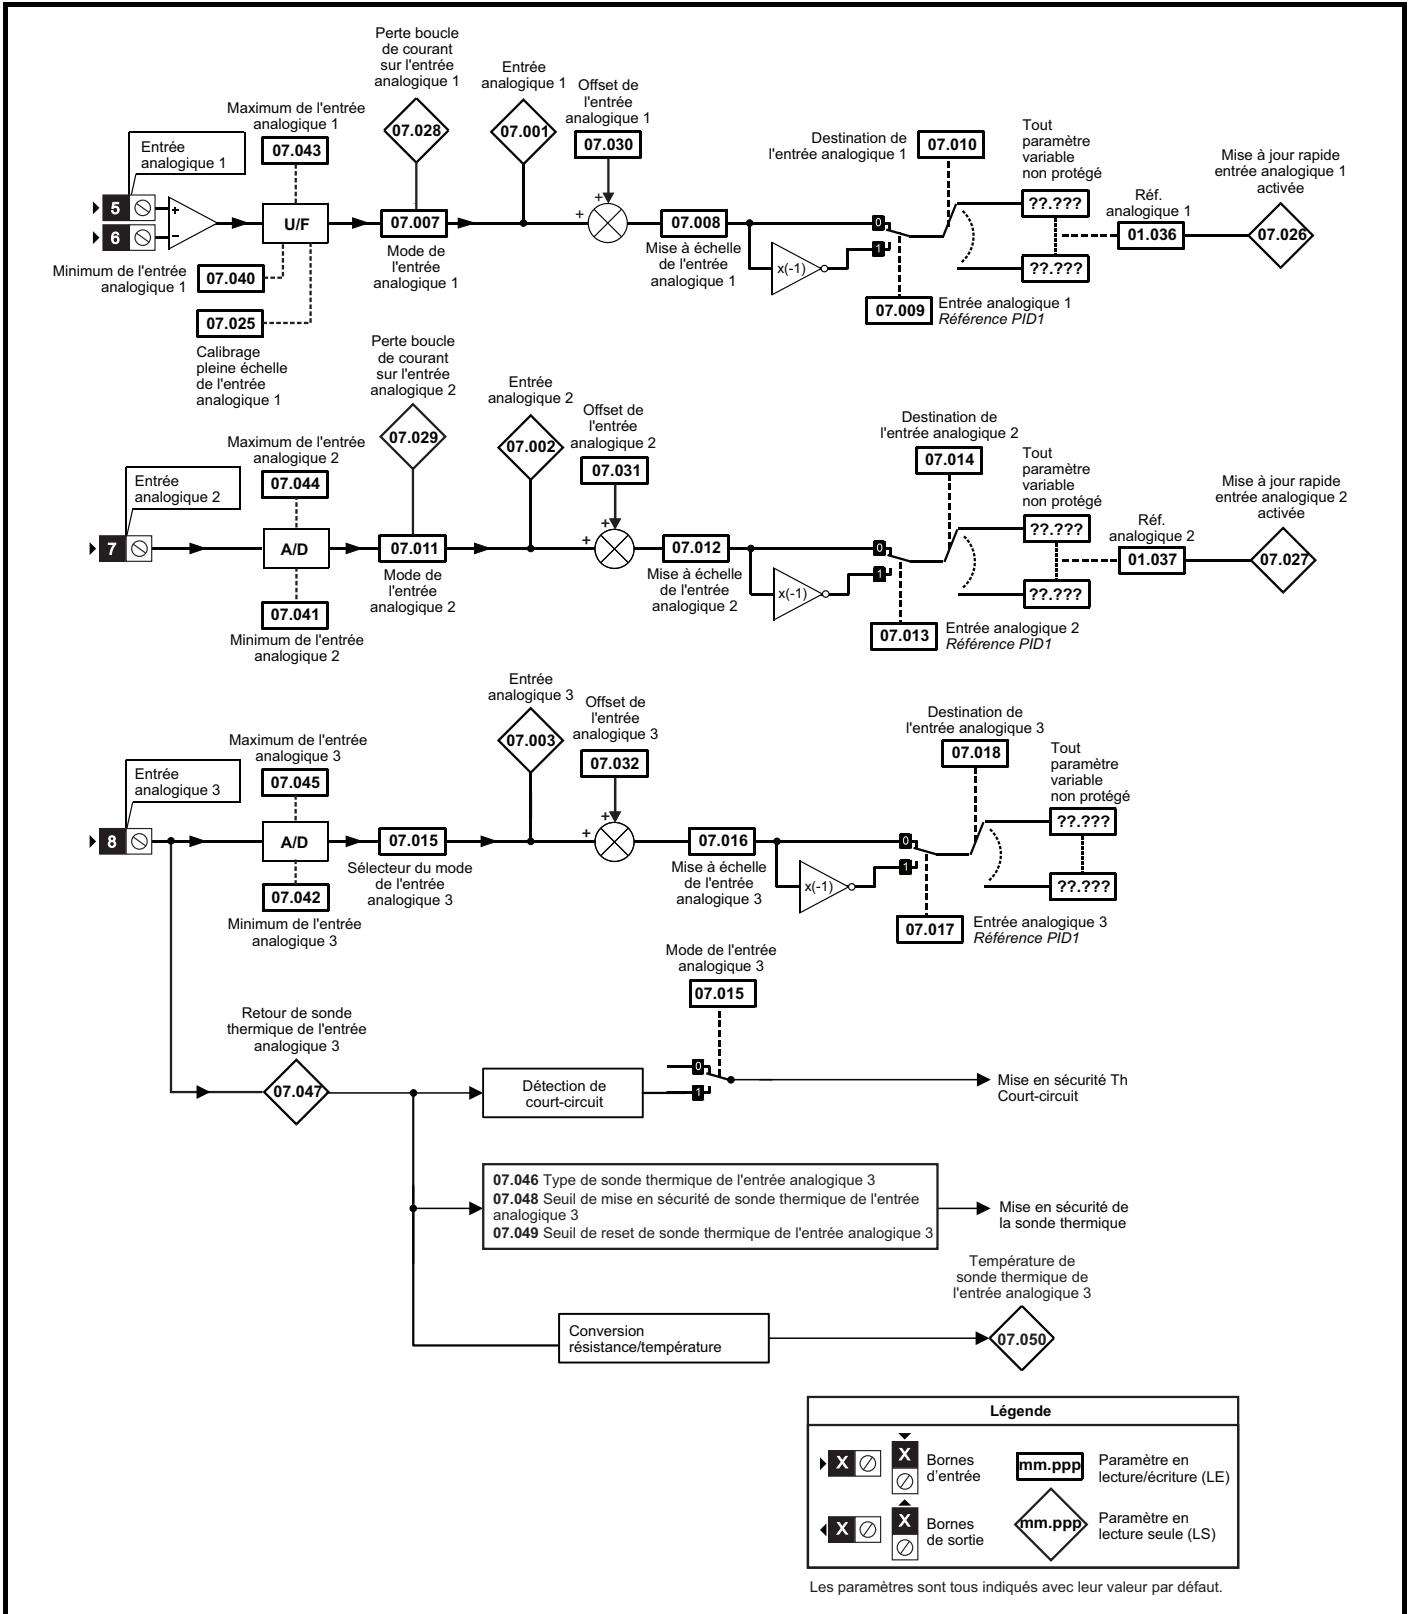 Perte boucle
de courant
sur l'entrée
analogique 1
Entrée
analogique 1
Offset de
l'entrée
analogique 1
Maximum de l'entrée
analogique 1
07.028
07.001
07.030
07.043
Destination de
l'entrée analogique 1
07.010
Tout
paramètre
variable
non protégé
Mise à jour rapide
entrée analogique 1
activée
Entrée
analogique 1
5
6
+
−
U/F
07.007
+
+
07.008
0
1
x(-1)
??.???
??.???
Réf.
analogique 1
01.036
07.026
Minimum de l'entrée
analogique 1
07.040
07.025
Mode de
l'entrée
analogique 1
Mise à échelle
de l'entrée
analogique 1
07.009
Entrée analogique 1
Référence PID1
Calibrage
pleine échelle
de l'entrée
analogique 1
Perte boucle
de courant
sur l'entrée
analogique 2
Entrée
analogique 2
Offset de
l'entrée
analogique 2
Maximum de l'entrée
analogique 2
07.029
07.002
07.031
07.044
Destination de
l'entrée analogique 2
07.014
Tout
paramètre
variable
non protégé
Mise à jour rapide
entrée analogique 2
activée
Entrée
analogique 2
7
A/D
07.011
+
+
07.012
0
1
x(-1)
??.???
??.???
Réf.
analogique 2
01.037
07.027
07.041
Minimum de l'entrée
analogique 2
Mode de
l'entrée
analogique 2
Mise à échelle
de l'entrée
analogique 2
07.013
Entrée analogique 2
Référence PID1
Entrée
analogique 3
Offset de
l'entrée
analogique 3
Maximum de l'entrée
analogique 3
07.003
07.032
07.045
Destination de
l'entrée analogique 3
07.018
Tout
paramètre
variable
non protégé
Entrée
analogique 3
8
A/D
07.015
+
+
07.016
0
1
x(-1)
??.???
??.???
07.042
Minimum de l'entrée
analogique 3
Sélecteur du mode
de l'entrée
analogique 3
Mise à échelle
de l'entrée
analogique 3
07.017
Entrée analogique 3
Référence PID1
Mode de l'entrée
analogique 3
07.015
Retour de sonde
thermique de l'entrée
analogique 3
07.047
Détection de
court-circuit
0
1
Mise en sécurité Th
Court-circuit
07.046 Type de sonde thermique de l'entrée analogique 3
07.048 Seuil de mise en sécurité de sonde thermique de l'entrée
analogique 3
07.049 Seuil de reset de sonde thermique de l'entrée analogique 3
Mise en sécurité de
la sonde thermique
Température de
sonde thermique de
l'entrée analogique 3
Conversion
résistance/température
07.050
Légende
X
X
Bornes
d'entrée
mm.ppp
Paramètre en
lecture/écriture (LE)
X
X
Bornes
de sortie
mm.ppp
Paramètre en
lecture seule (LS)
Les paramètres sont tous indiqués avec leur valeur par défaut.